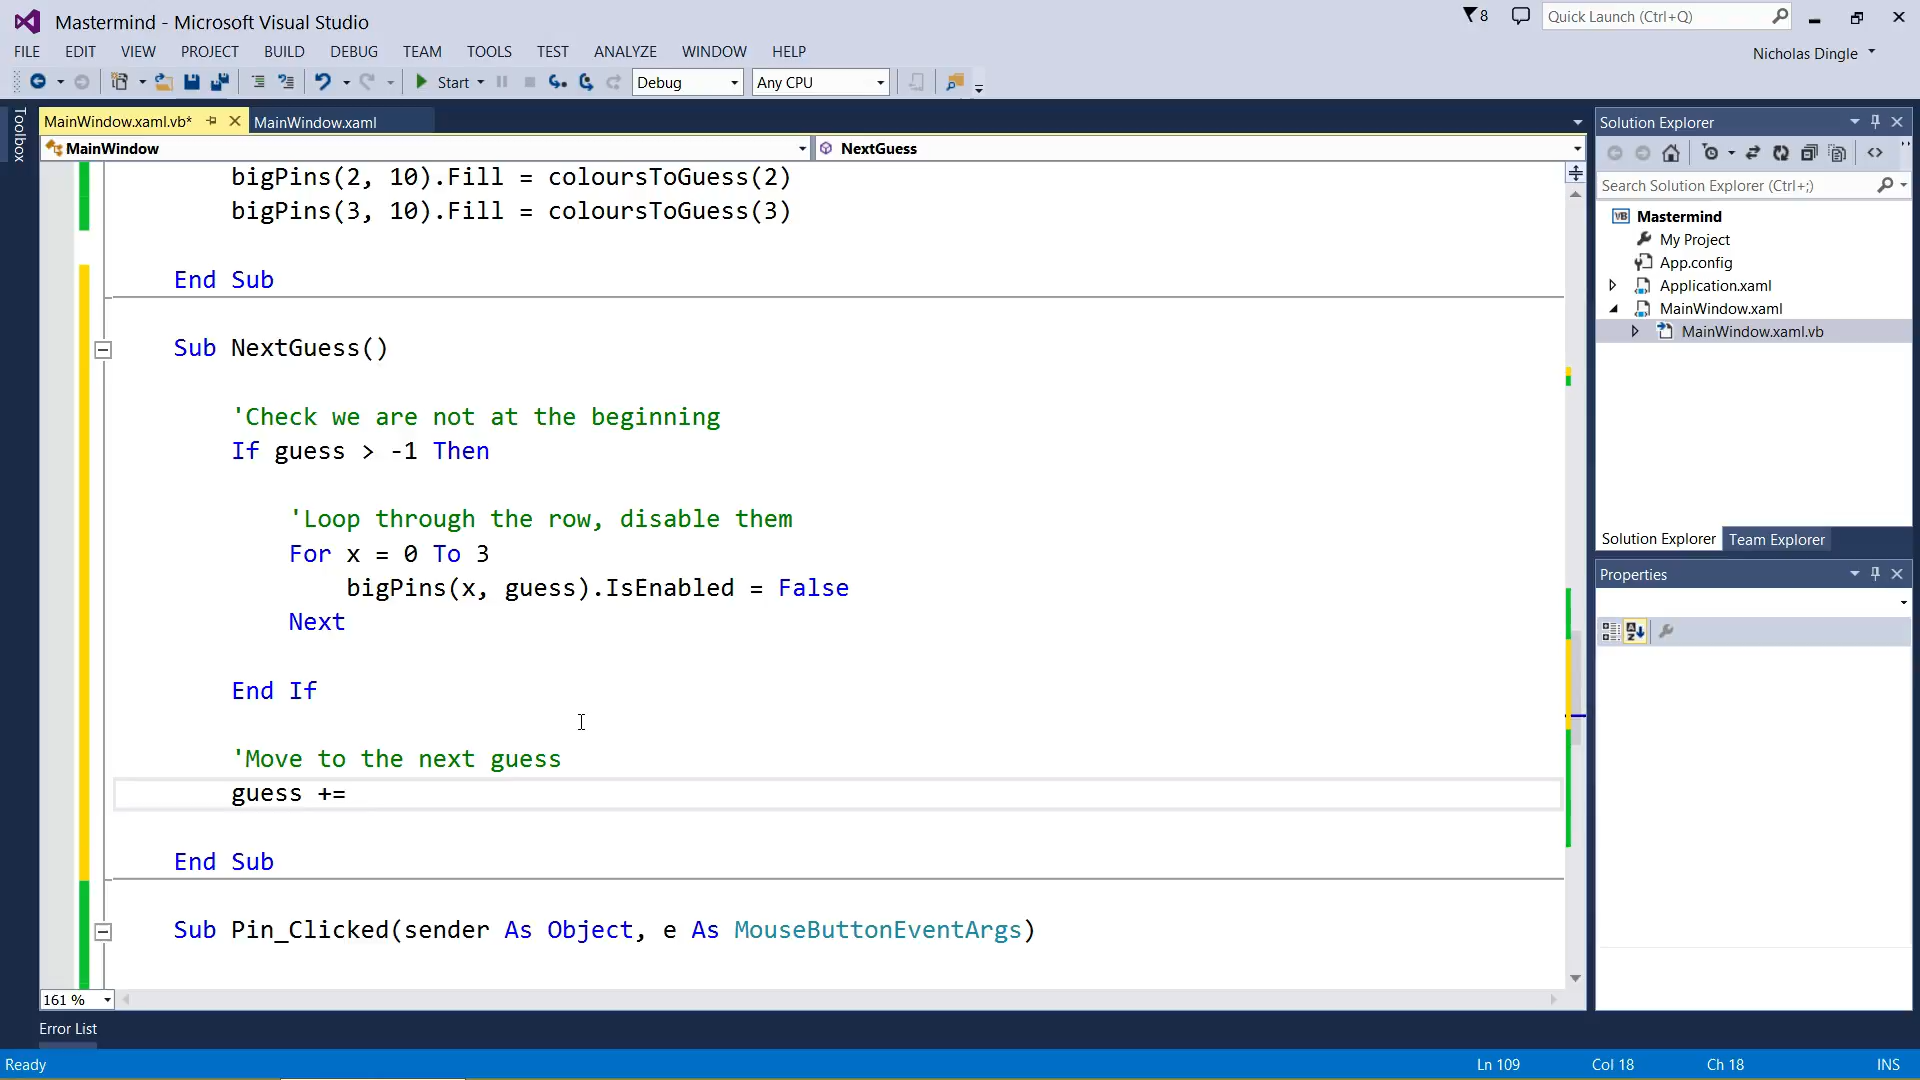 Mastermind - Microsoft Visual Studio
8
Quick Launch (Ctrl+Q)
FILE EDIT VIEW PROJECT BUILD DEBUG TEAM TOOLS TEST ANALYZE WINDOW HELP
Nicholas Dingle
Start Debug Any CPU
Toolbox
MainWindow.xaml.vb* MainWindow.xaml
MainWindow NextGuess
bigPins(2, 10).Fill = coloursToGuess(2)
bigPins(3, 10).Fill = coloursToGuess(3)
End Sub
Sub NextGuess()
'Check we are not at the beginning
If guess > -1 Then
'Loop through the row, disable them
For x = 0 To 3
bigPins(x, guess).IsEnabled = False
Next
End If
'Move to the next guess
guess +=
End Sub
Sub Pin_Clicked(sender As Object, e As MouseButtonEventArgs)
161 %
Error List
Solution Explorer
Search Solution Explorer (Ctrl+;)
VB Mastermind
My Project
App.config
Application.xaml
MainWindow.xaml
MainWindow.xaml.vb
Solution Explorer Team Explorer
Properties
Ready Ln 109 Col 18 Ch 18 INS